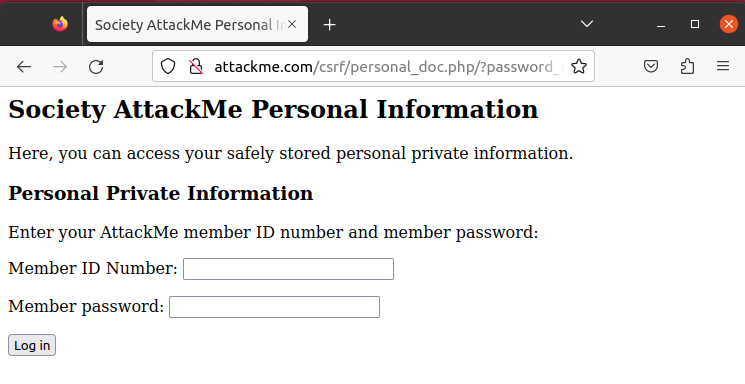 Society AttackMe Personal In
attackme.com/csrf/personal_doc.php/?password_
Society AttackMe Personal Information
Here, you can access your safely stored personal private information.
Personal Private Information
Enter your AttackMe member ID number and member password:
Member ID Number:
Member password:
Log in